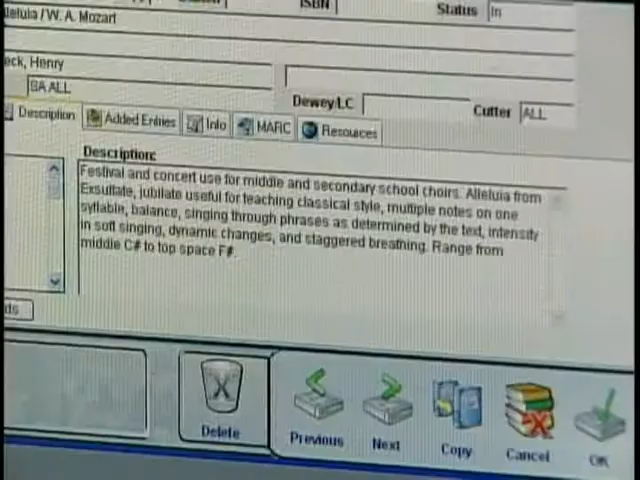 ISBN
Status In
lleluia / W. A. Mozart
eck, Henry
SA ALL
Dewey/LC Cutter ALL
Description Added Entries Info MARC Resources
Description:
Festival and concert use for middle and secondary school choirs. Alleluia from
Exsultate, jubilate useful for teaching classical style, multiple notes on one
syllable, balance, singing through phrases as determined by the text, intensity
in soft singing, dynamic changes, and staggered breathing. Range from
middle C# to top space F#.
ds
Delete Previous Next Copy Cancel OK